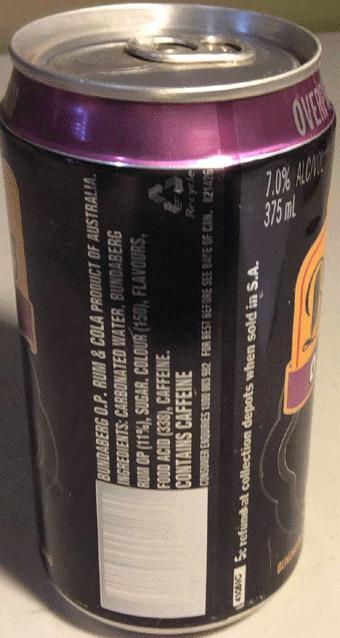 7.0%
375 mL
BUNDABERG O.P. RUM & COLA PRODUCT OF AUSTRALIA.
INGREDIENTS: CARBONATED WATER, BUNDABERG
RUM OP (11%), SUGAR, COLOUR (150), FLAVOURS,
FOOD ACID (338), CAFFEINE.
CONTAINS CAFFEINE
FOR BEST BEFORE SEE BASE OF CAN.
Recycle
5c refund at collection depots when sold in S.A.